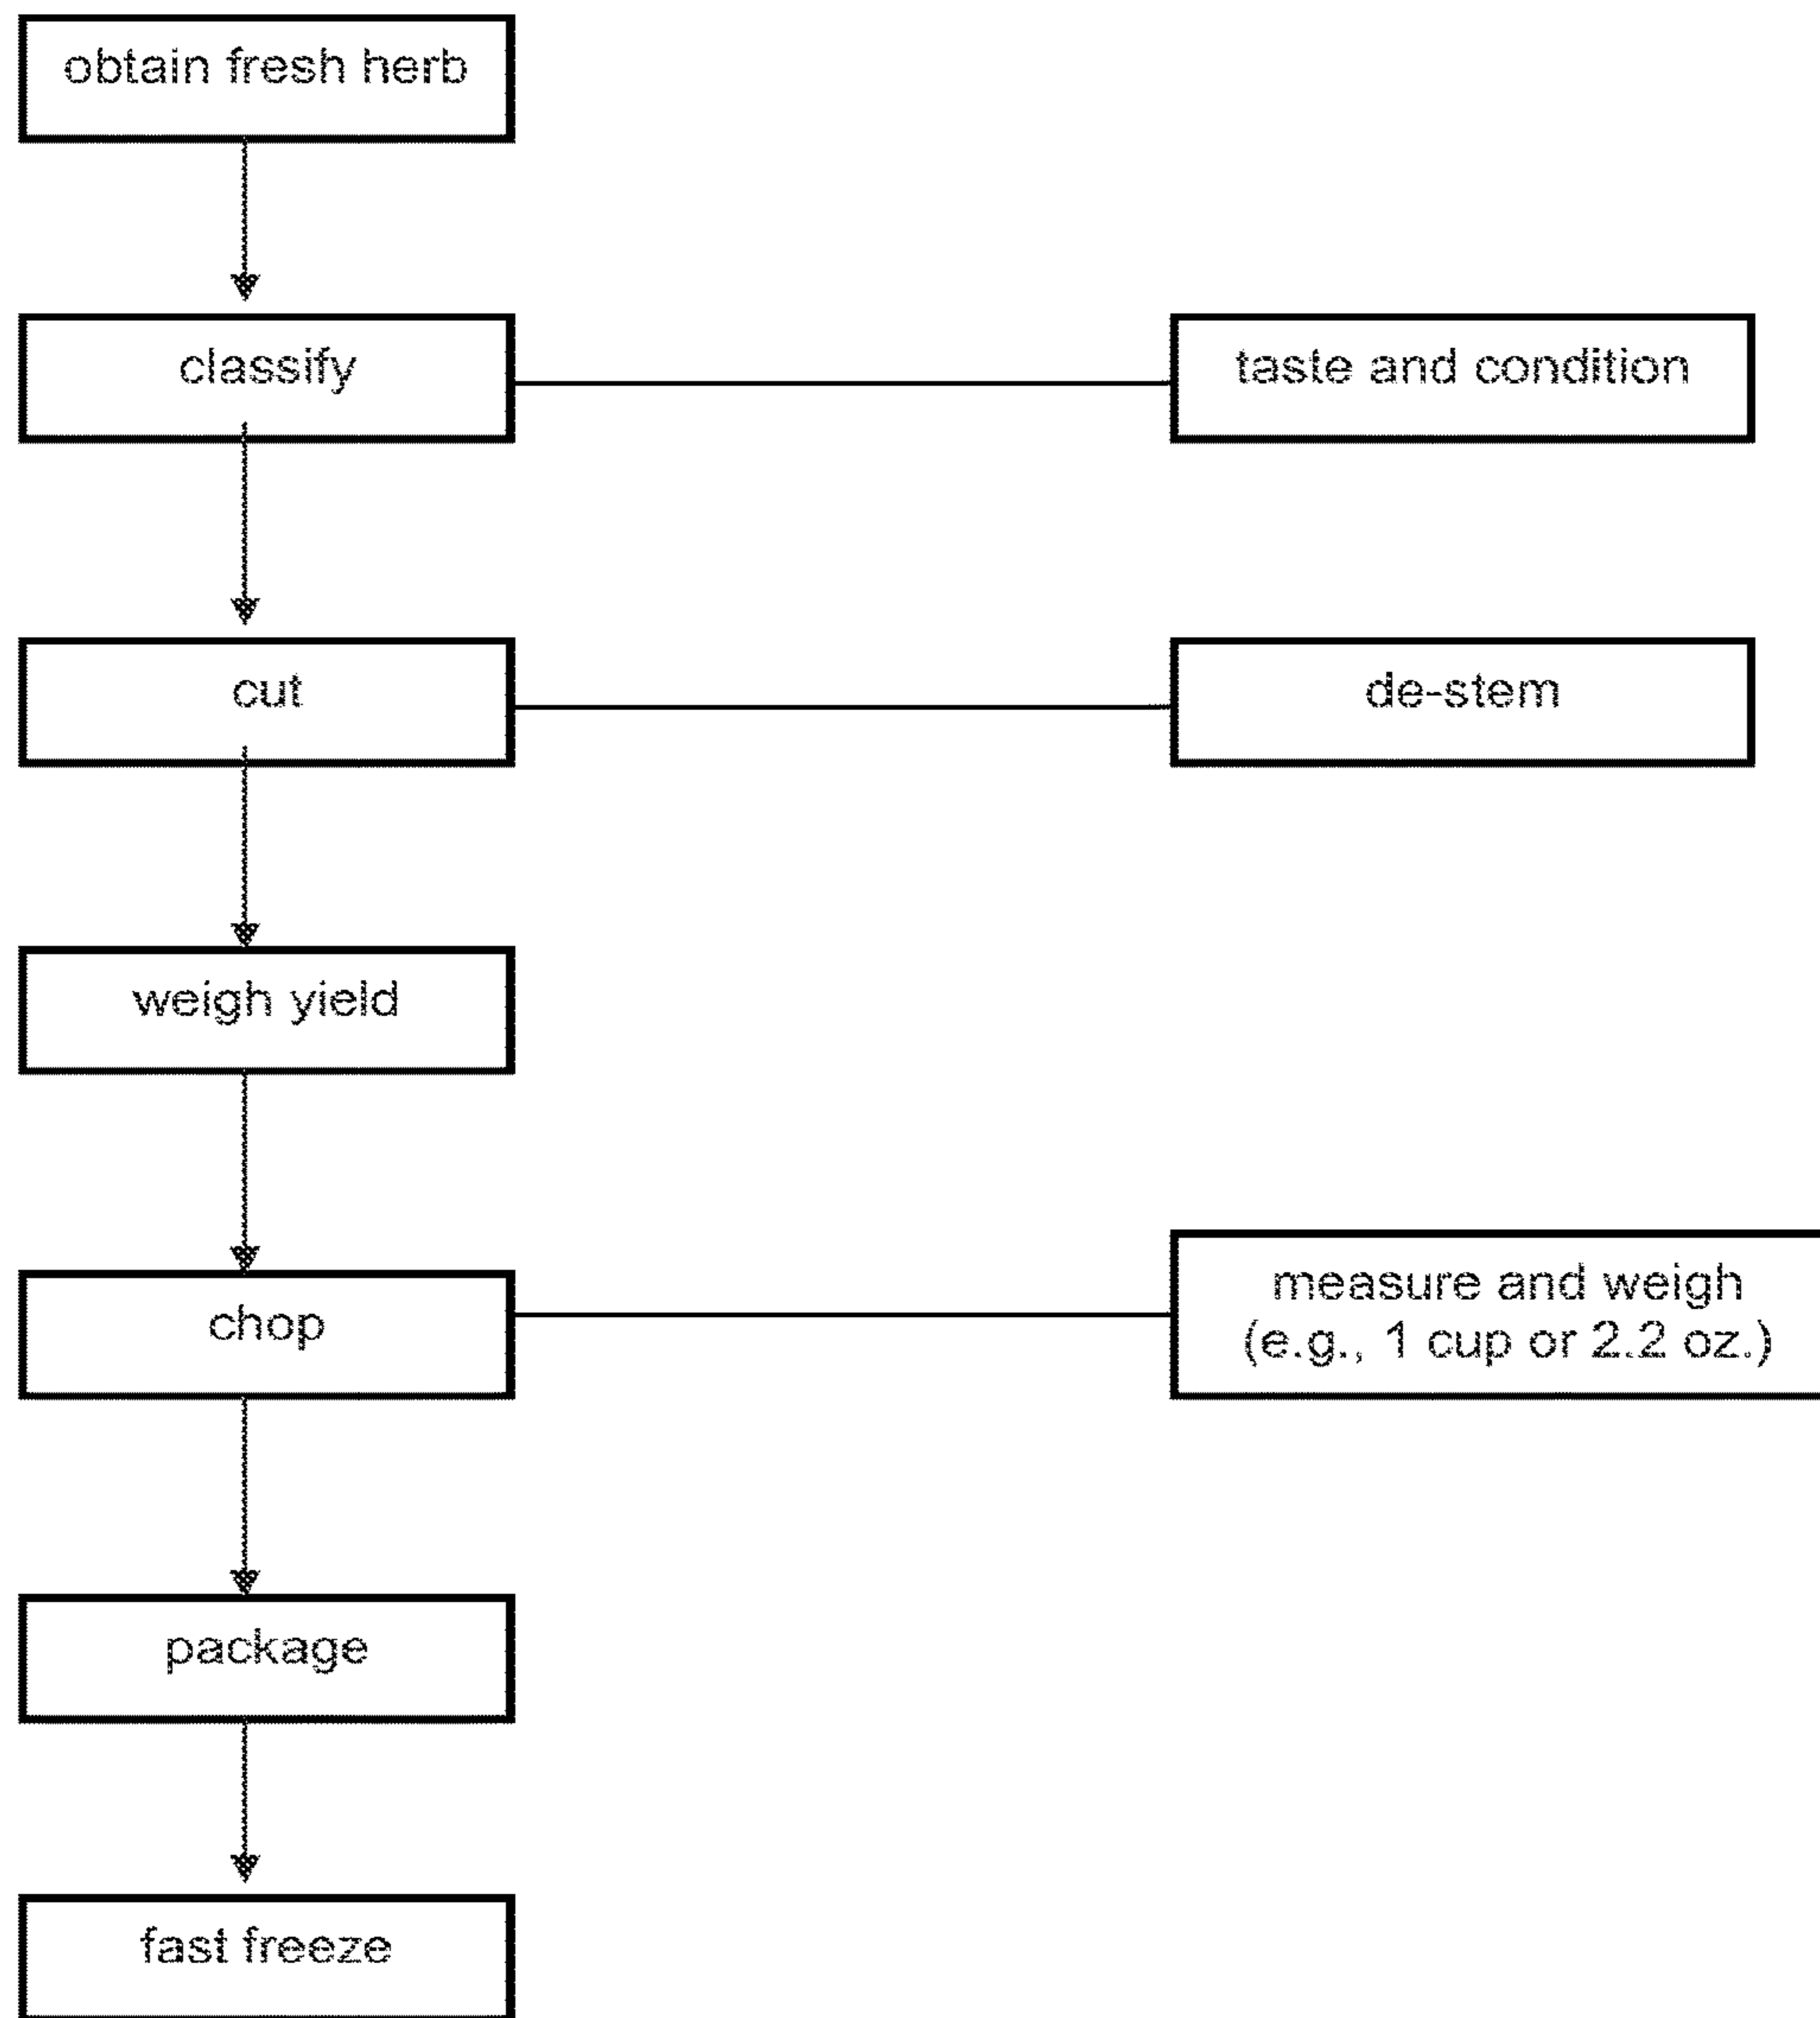 obtain fresh herb
classify
taste and condition
cut
de-stem
weigh yield
chop
measure and weigh
(e.g., 1 cup or 2.2 oz.)
package
fast freeze